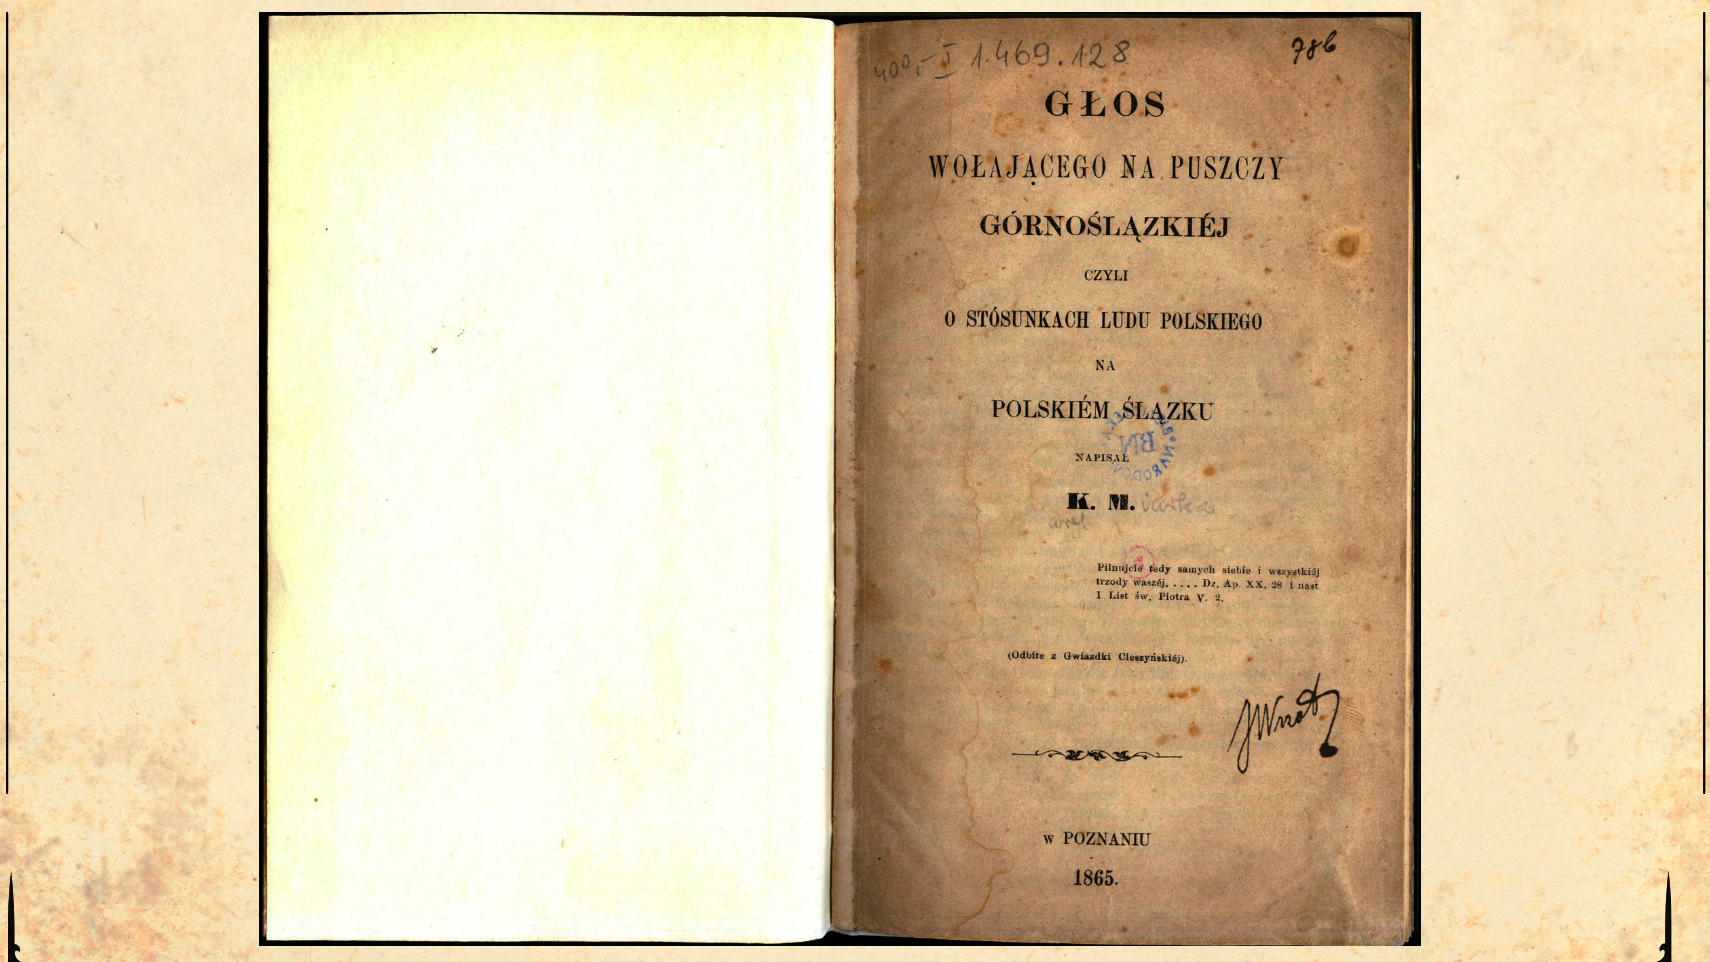 I 1.469.128
786
GŁOS
WOŁAJĄCEGO NA PUSZCZY
GÓRNOŚLĄZKIÉJ
CZYLI
O STÓSUNKACH LUDU POLSKIEGO
NA
POLSKIÉM ŚLĄZKU
NAPISAŁ
K. M.
Pilnujcie tedy samych siebie i wszystkiéj
trzody waszéj. . . . . Dz. Ap. XX. 28 i nast
I List św. Piotra V. 2.
(Odbite z Gwiazdki Cieszyńskiéj).
w POZNANIU
1865.